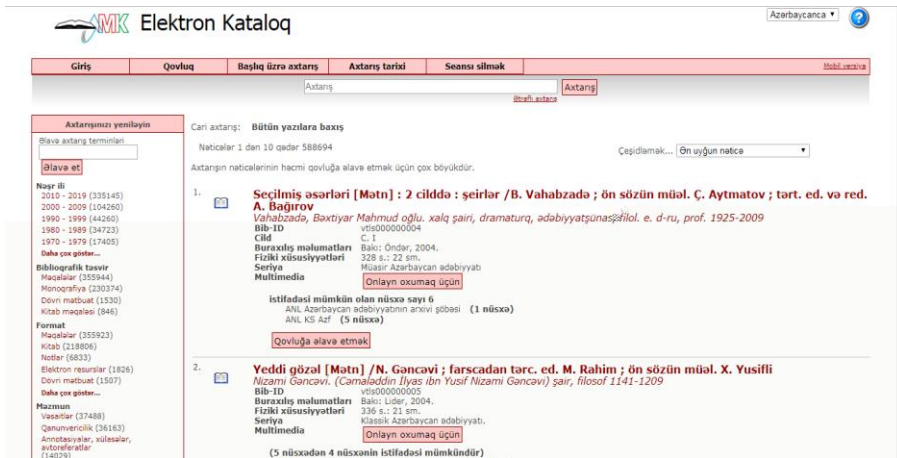 AMK Elektron Kataloq
Azərbaycanca
Giriş Qovluq Başlıq üzrə axtarış Axtarış tarixi Seansı silmək Mobil versiya
Axtarış Axtarış
Ətraflı axtarış
Axtarışınızı yeniləyin
Əlavə axtarış terminləri
Əlavə et
Nəşr ili
2010 - 2019 (335145)
2000 - 2009 (104260)
1990 - 1999 (44260)
1980 - 1989 (34723)
1970 - 1979 (17405)
Daha çox göstər...
Biblioqrafik təsvir
Məqalələr (355944)
Monoqrafiya (230374)
Dövri mətbuat (1530)
Kitab məqaləsi (846)
Format
Məqalələr (355923)
Kitab (218806)
Notlar (6833)
Elektron resurslar (1826)
Dövri mətbuat (1507)
Daha çox göstər...
Məzmun
Vəsaitlər (37488)
Qanunvericilik (36163)
Annotasiyalar, xülasələr,
avtoreferatlar
(14029)
Cari axtarış: Bütün yazılara baxış
Nəticələr 1 dən 10 qədər 588694
Çeşidləmək... Ən uyğun nəticə
Axtarışın nəticələrinin həcmi qovluğa əlavə etmək üçün çox böyükdür.
1. Seçilmiş əsərləri [Mətn] : 2 cilddə : şeirlər /B. Vahabzadə ; ön sözün müəl. Ç. Aytmatov ; tərt. ed. və red.
A. Bağırov
Vahabzadə, Bəxtiyar Mahmud oğlu. xalq şairi, dramaturq, ədəbiyyatşünas, filol. e. d-ru, prof. 1925-2009
Bib-ID vtls000000004
Cild C. I
Buraxılış məlumatları Bakı: Öndər, 2004.
Fiziki xüsusiyyətləri 328 s.: 22 sm.
Seriya Müasir Azərbaycan ədəbiyyatı
Multimedia Onlayn oxumaq üçün
istifadəsi mümkün olan nüsxə sayı 6
ANL Azərbaycan ədəbiyyatının arxivi şöbəsi (1 nüsxə)
ANL KS Azf (5 nüsxə)
Qovluğa əlavə etmək
2. Yeddi gözəl [Mətn] /N. Gəncəvi ; farscadan tərc. ed. M. Rahim ; ön sözün müəl. X. Yusifli
Nizami Gəncəvi. (Cəmaləddin İlyas ibn Yusif Nizami Gəncəvi) şair, filosof 1141-1209
Bib-ID vtls000000005
Buraxılış məlumatları Bakı: Lider, 2004.
Fiziki xüsusiyyətləri 336 s.: 21 sm.
Seriya Klassik Azərbaycan ədəbiyyatı.
Multimedia Onlayn oxumaq üçün
(5 nüsxədən 4 nüsxənin istifadəsi mümkündür)